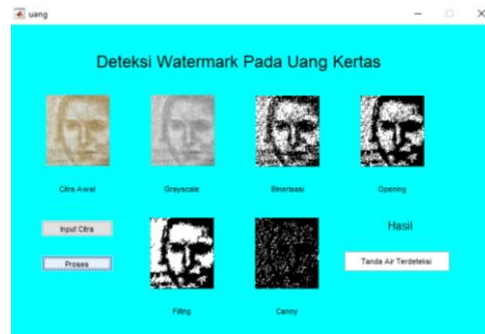 uang
Deteksi Watermark Pada Uang Kertas
Citra Awal
Grayscale
Binerisasi
Opening
Input Citra
Proses
Filling
Canny
Hasil
Tanda Air Terdeteksi